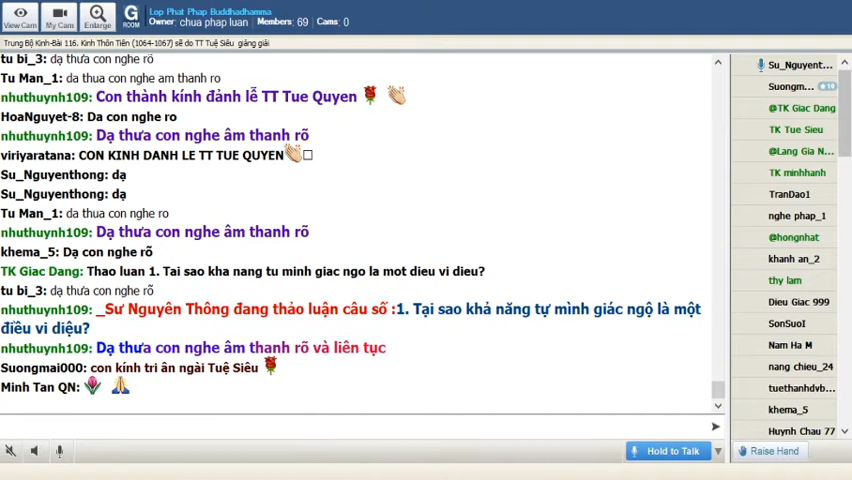 Lop Phat Phap Buddhadhamma
Owner: chua phap luan Members: 69 Cams: 0
View Cam
My Cam
Enlarge
G
ROOM
Trung Bộ Kinh-Bài 116. Kinh Thôn Tiên (1064-1067) sẽ do TT Tuệ Siêu giảng giải
tu bi_3: dạ thưa con nghe rõ
Tu Man_1: da thua con nghe am thanh ro
nhuthuynh109: Con thành kính đảnh lễ TT Tue Quyen
HoaNguyet-8: Da con nghe ro
nhuthuynh109: Dạ thưa con nghe âm thanh rõ
viriyaratana: CON KINH DANH LE TT TUE QUYEN
Su_Nguyenthong: dạ
Su_Nguyenthong: dạ
Tu Man_1: da thua con nghe ro
nhuthuynh109: Dạ thưa con nghe âm thanh rõ
khema_5: Dạ con nghe rõ
TK Giac Dang: Thao luan 1. Tai sao kha nang tu minh giac ngo la mot dieu vi dieu?
tu bi_3: dạ thưa con nghe rõ
nhuthuynh109: _Sư Nguyên Thông đang thảo luận câu số :1. Tại sao khả năng tự mình giác ngộ là một
điều vi diệu?
nhuthuynh109: Dạ thưa con nghe âm thanh rõ và liên tục
Suongmai000: con kính tri ân ngài Tuệ Siêu
Minh Tan QN:
Hold to Talk
Su_Nguyent...
Suongm... 10
@TK Giac Dang
TK Tue Sieu
@Lang Gia N...
TK minhhanh
TranDao1
nghe phap_1
@hongnhat
khanh an_2
thy lam
Dieu Giac 999
SonSuoI
Nam Ha M
nang chieu_24
tuethanhdvb...
khema_5
Huynh Chau 77
Raise Hand